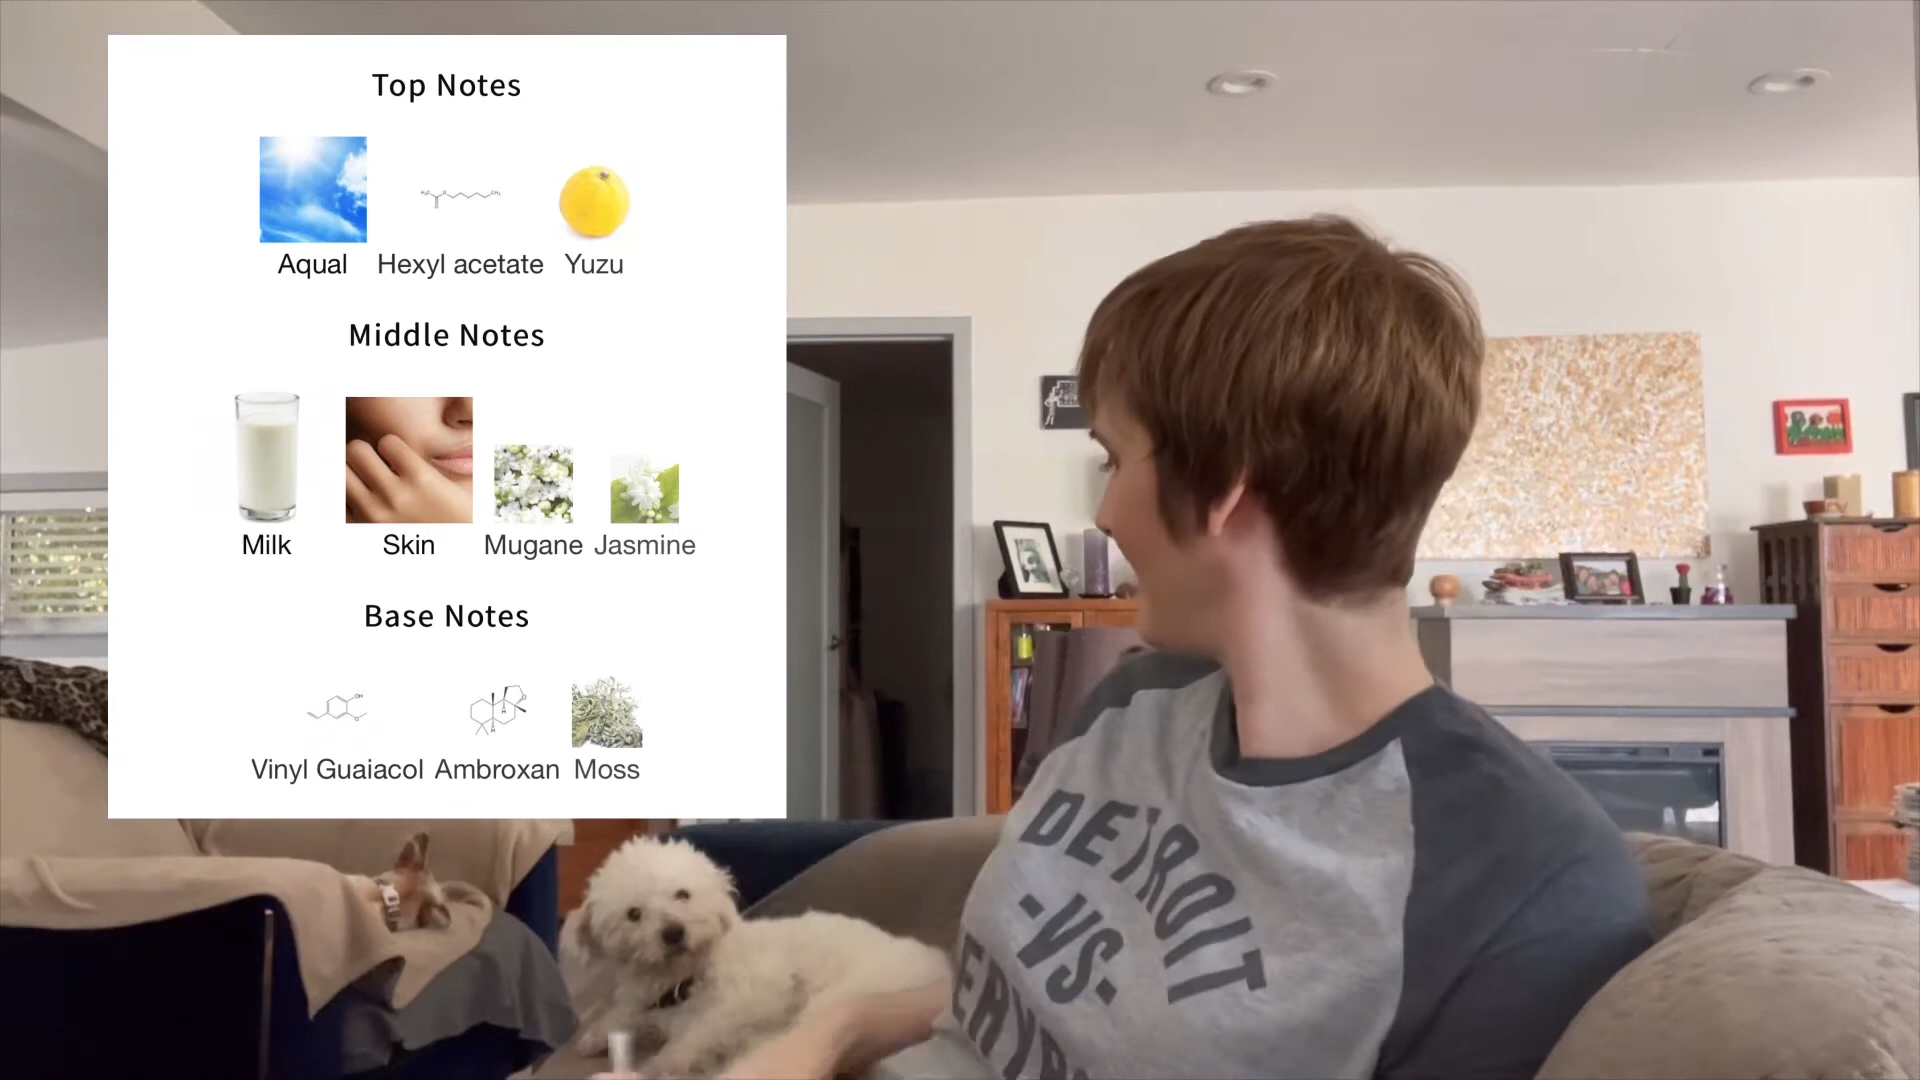 Top Notes
Aqual Hexyl acetate Yuzu
Middle Notes
Milk Skin Mugane Jasmine
Base Notes
Vinyl Guaiacol Ambroxan Moss
DETROIT
-VS-